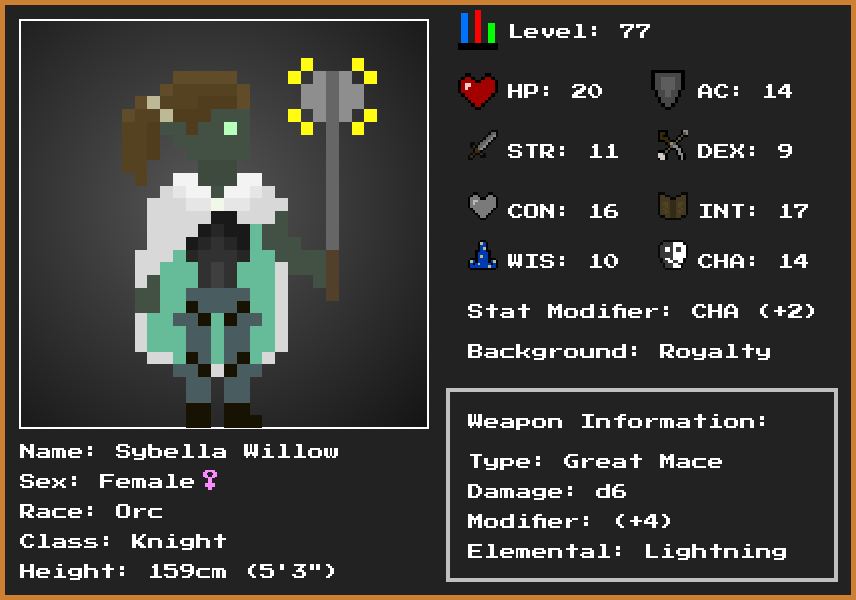 Level: 77
HP: 20 AC: 14
STR: 11 DEX: 9
CON: 16 INT: 17
WIS: 10 CHA: 14
Stat Modifier: CHA (+2)
Background: Royalty
Weapon Information:
Type: Great Mace
Damage: d6
Modifier: (+4)
Elemental: Lightning
Name: Sybella Willow
Sex: Female♀
Race: Orc
Class: Knight
Height: 159cm (5'3")